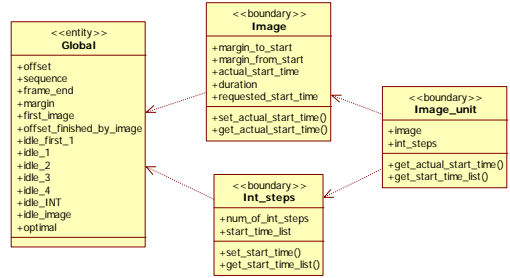 <<entity>>
Global
+offset
+sequence
+frame_end
+margin
+first_image
+offset_finished_by_image
+idle_first_1
+idle_1
+idle_2
+idle_3
+idle_4
+idle_INT
+idle_image
+optimal
<<boundary>>
Image
+margin_to_start
+margin_from_start
+actual_start_time
+duration
+requested_start_time
+set_actual_start_time()
+get_actual_start_time()
<<boundary>>
Image_unit
+image
+int_steps
+get_actual_start_time()
+get_start_time_list()
<<boundary>>
Int_steps
+num_of_int_steps
+start_time_list
+set_start_time()
+get_start_time_list()